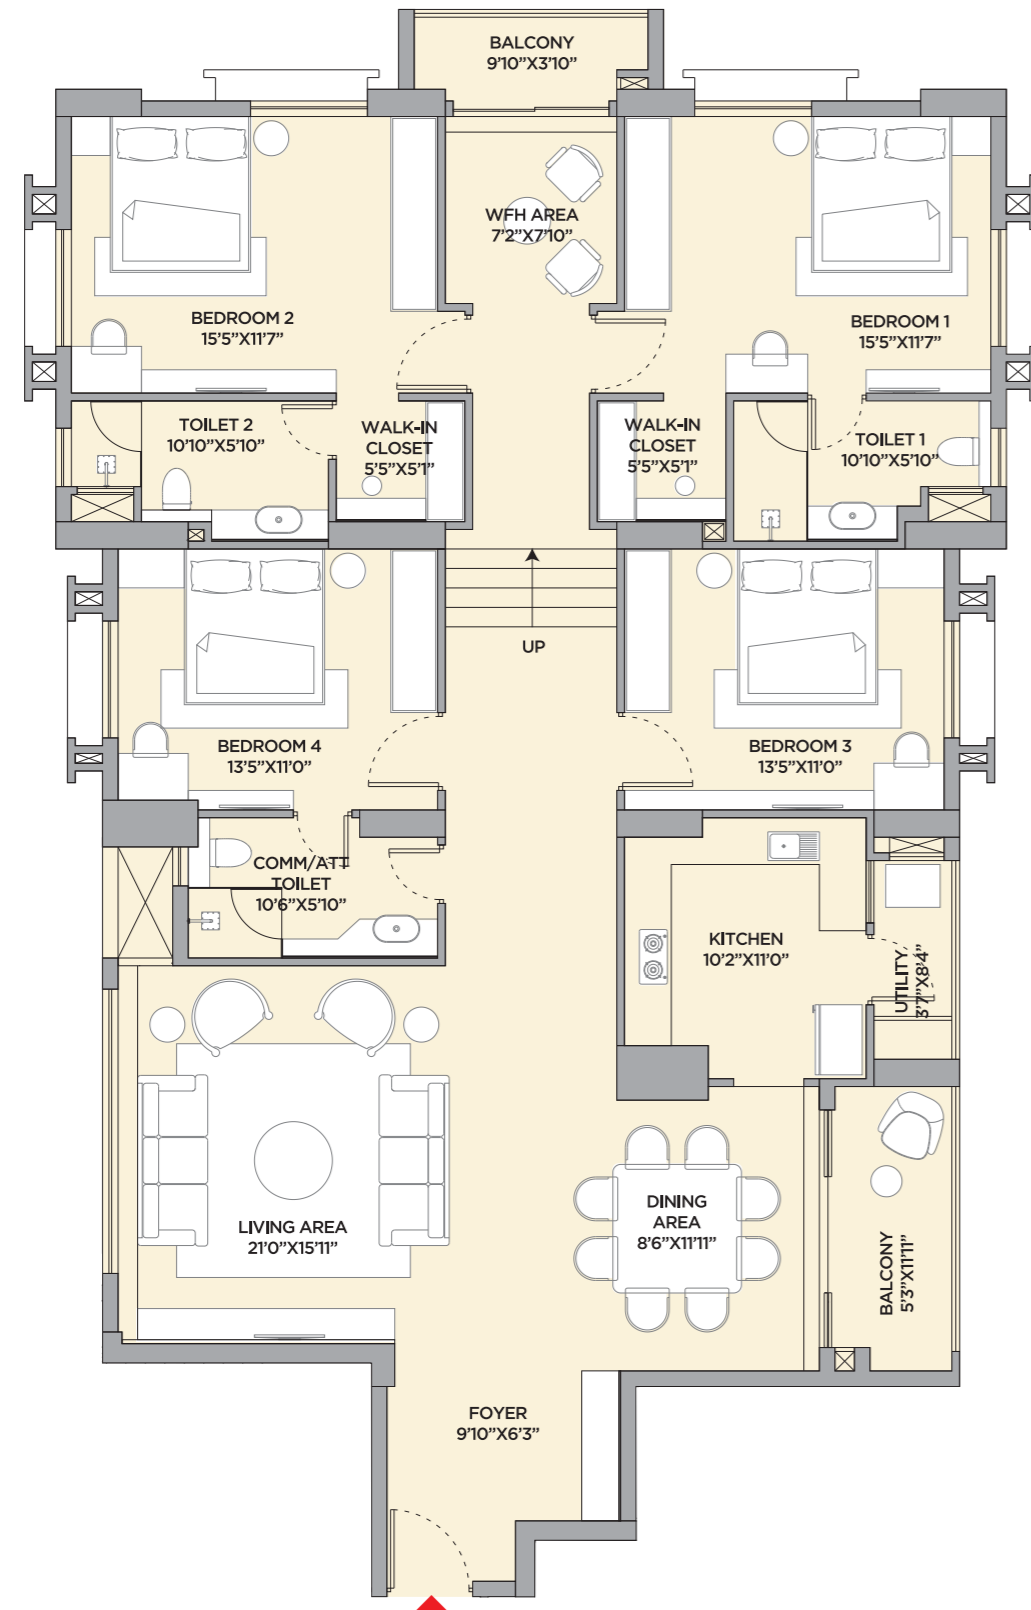 BALCONY
9'10”X3'10”
WFH AREA
7'2”X7'10”
BEDROOM 2
15'5”X11'7”
BEDROOM 1
15'5”X11'7”
TOILET 2
10'10”X5'10”
WALK-IN
CLOSET
5'5”X5'1”
WALK-IN
CLOSET
5'5”X5'1”
TOILET 1
10'10”X5'10”
UP
BEDROOM 4
13'5”X11'0”
BEDROOM 3
13'5”X11'0”
COMM/ATT
TOILET
10'6”X5'10”
KITCHEN
10'2”X11'0”
UTILITY
3'7”X8'4”
LIVING AREA
21'0”X15'11”
DINING
AREA
8'6”X11'11”
BALCONY
5'3”X11'11”
FOYER
9'10”X6'3”